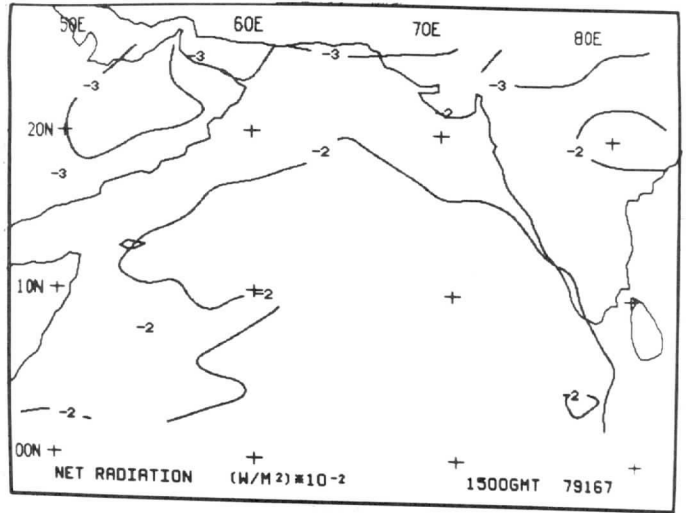 50E 60E 70E 80E
-3 -3 -3
-3 -3
-2
20N
-2 -2
-3
10N =2
-2
-2 -2
00N
NET RADIATION (W/M²)*10⁻² 1500GMT 79167